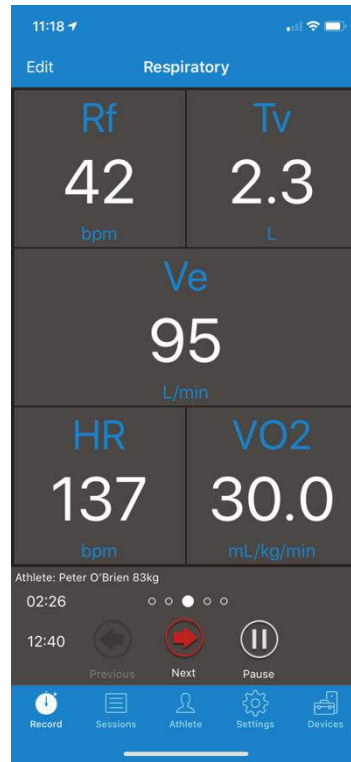 11:18
Edit Respiratory
Rf Tv
42 2.3
bpm L
Ve
95
L/min
HR VO2
137 30.0
bpm mL/kg/min
Athlete: Peter O'Brien 83kg
02:26
12:40
Previous Next Pause
Record Sessions Athlete Settings Devices